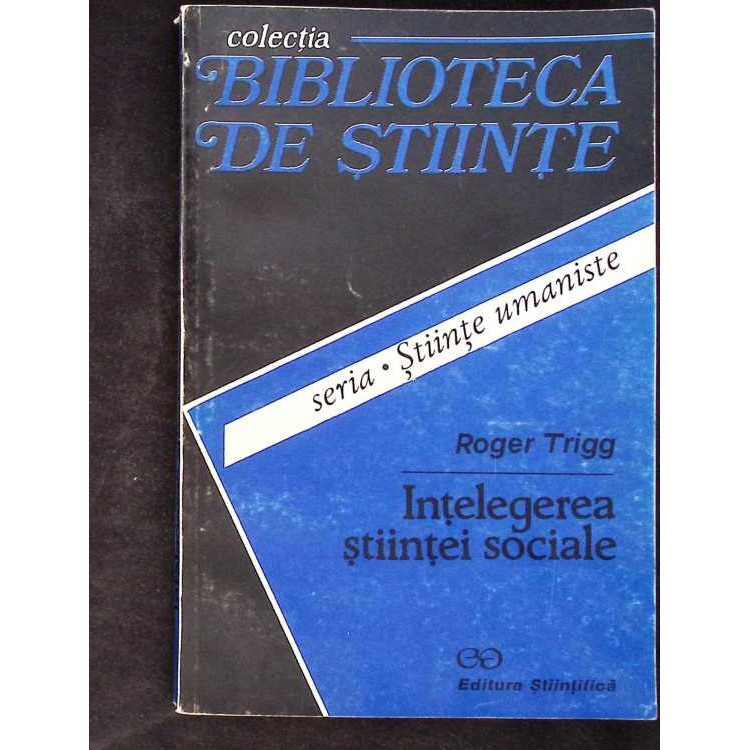 colecția
BIBLIOTECA
DE ȘTIINȚE
seria • Științe umaniste
Roger Trigg
Ințelegerea
științei sociale
Editura Științifică